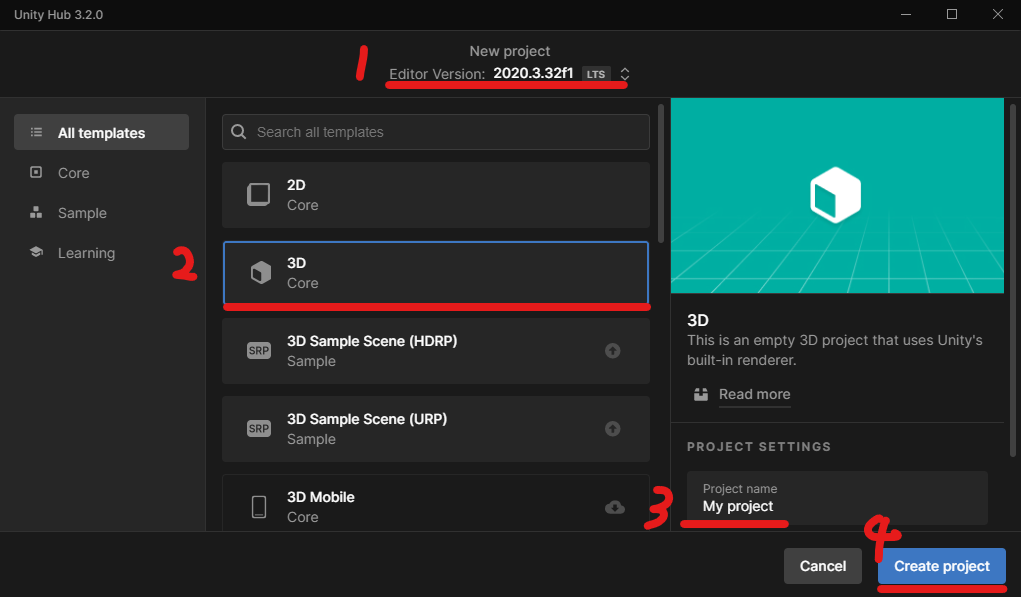 Unity Hub 3.2.0
1
New project
Editor Version: 2020.3.32f1 LTS
All templates
Core
Sample
Learning
2
Search all templates
2D
Core
3D
Core
SRP
3D Sample Scene (HDRP)
Sample
SRP
3D Sample Scene (URP)
Sample
3D Mobile
Core
3D
This is an empty 3D project that uses Unity's
built-in renderer.
Read more
PROJECT SETTINGS
3
Project name
My project
4
Cancel
Create project